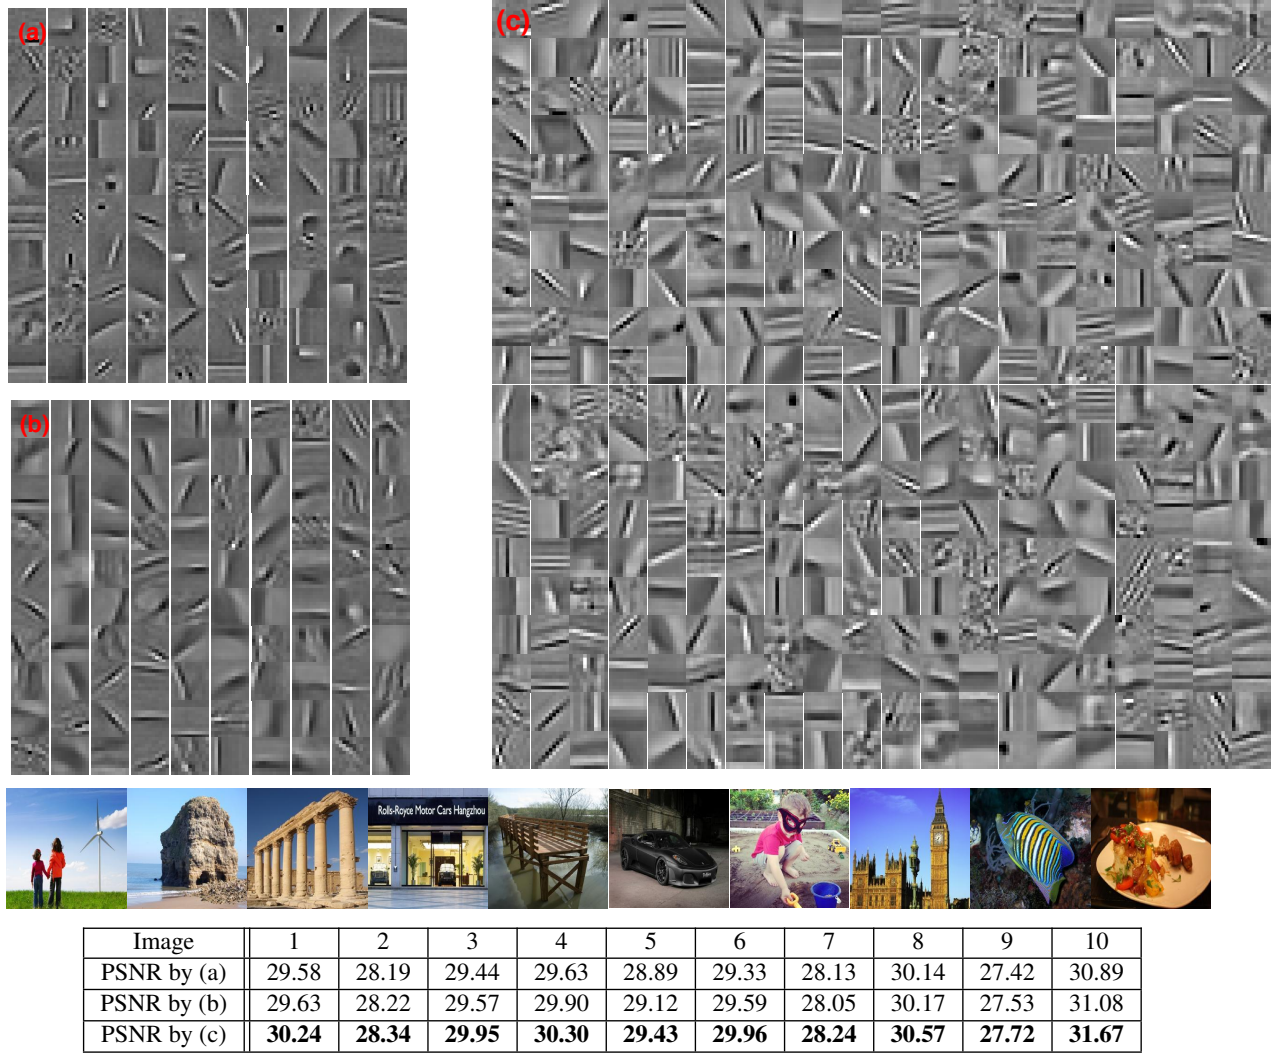 (a)
(c)
(b)
Rolls-Royce Motor Cars Hangzhou
Image 1 2 3 4 5 6 7 8 9 10
PSNR by (a) 29.58 28.19 29.44 29.63 28.89 29.33 28.13 30.14 27.42 30.89
PSNR by (b) 29.63 28.22 29.57 29.90 29.12 29.59 28.05 30.17 27.53 31.08
PSNR by (c) 30.24 28.34 29.95 30.30 29.43 29.96 28.24 30.57 27.72 31.67